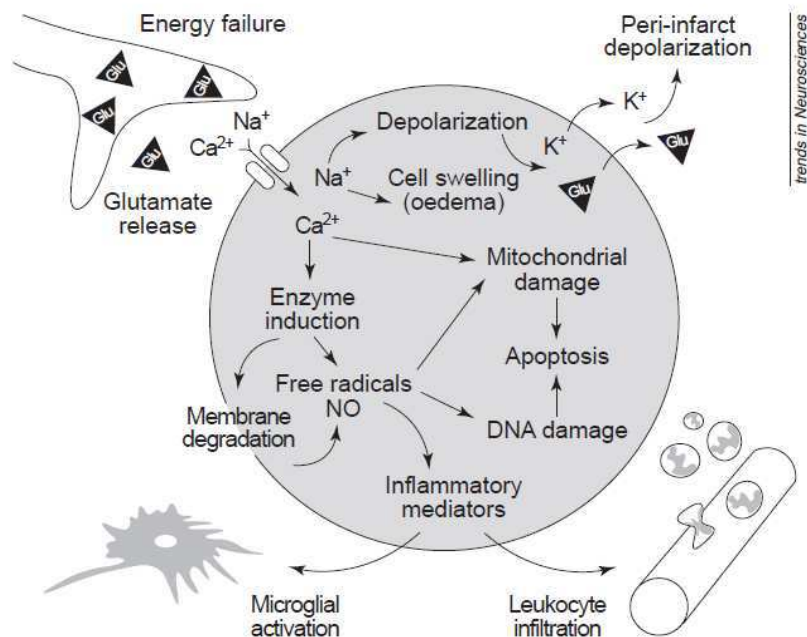 Energy failure
Glu
Glu
Glu
Glu
Na⁺
Ca²⁺
Glutamate
release
Peri-infarct
depolarization
K⁺
Glu
trends in Neurosciences
Depolarization
K⁺
Glu
Na⁺
Cell swelling
(oedema)
Ca²⁺
Mitochondrial
damage
Enzyme
induction
Apoptosis
Free radicals
NO
Membrane
degradation
DNA damage
Inflammatory
mediators
Microglial
activation
Leukocyte
infiltration